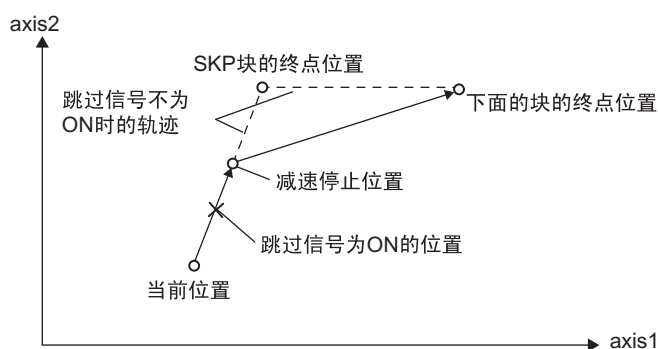 axis2
SKP块的终点位置
跳过信号不为
ON时的轨迹
下面的块的终点位置
减速停止位置
跳过信号为ON的位置
当前位置
axis1